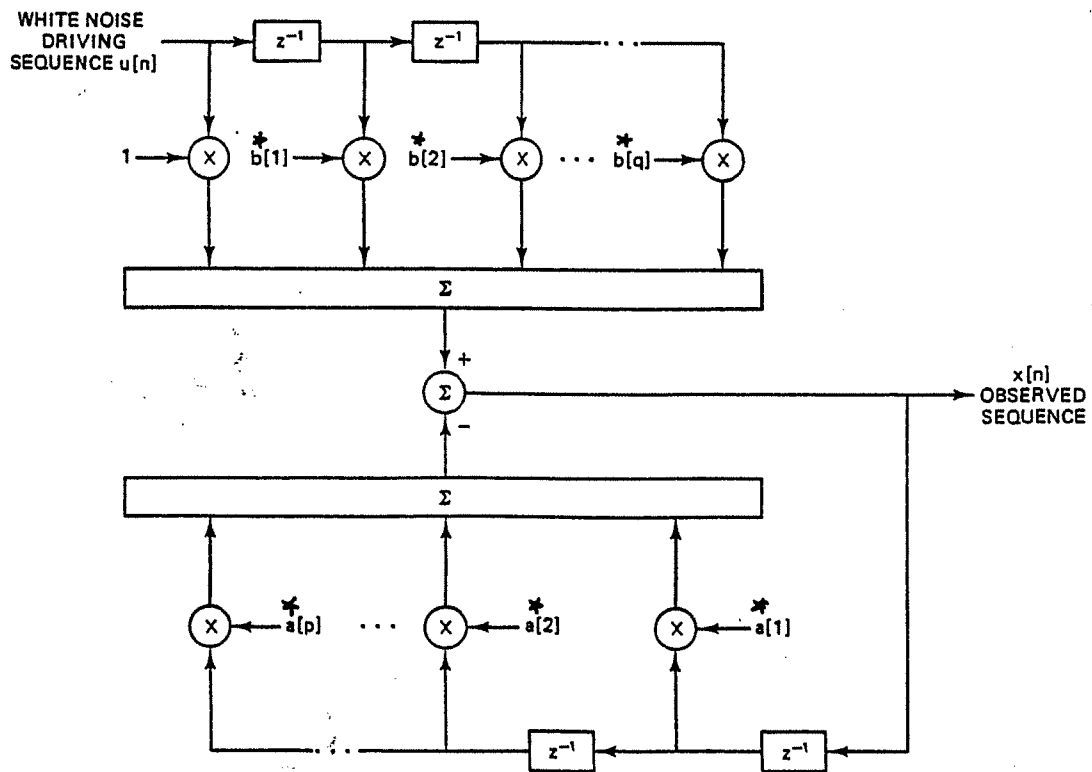 WHITE NOISE
DRIVING
SEQUENCE u[n]
z⁻¹
z⁻¹
...
1
X
*
b[1]
X
*
b[2]
X
...
*
b[q]
X
Σ
+
Σ
−
x[n]
OBSERVED
SEQUENCE
Σ
X
*
a[p]
...
X
*
a[2]
X
*
a[1]
...
z⁻¹
z⁻¹